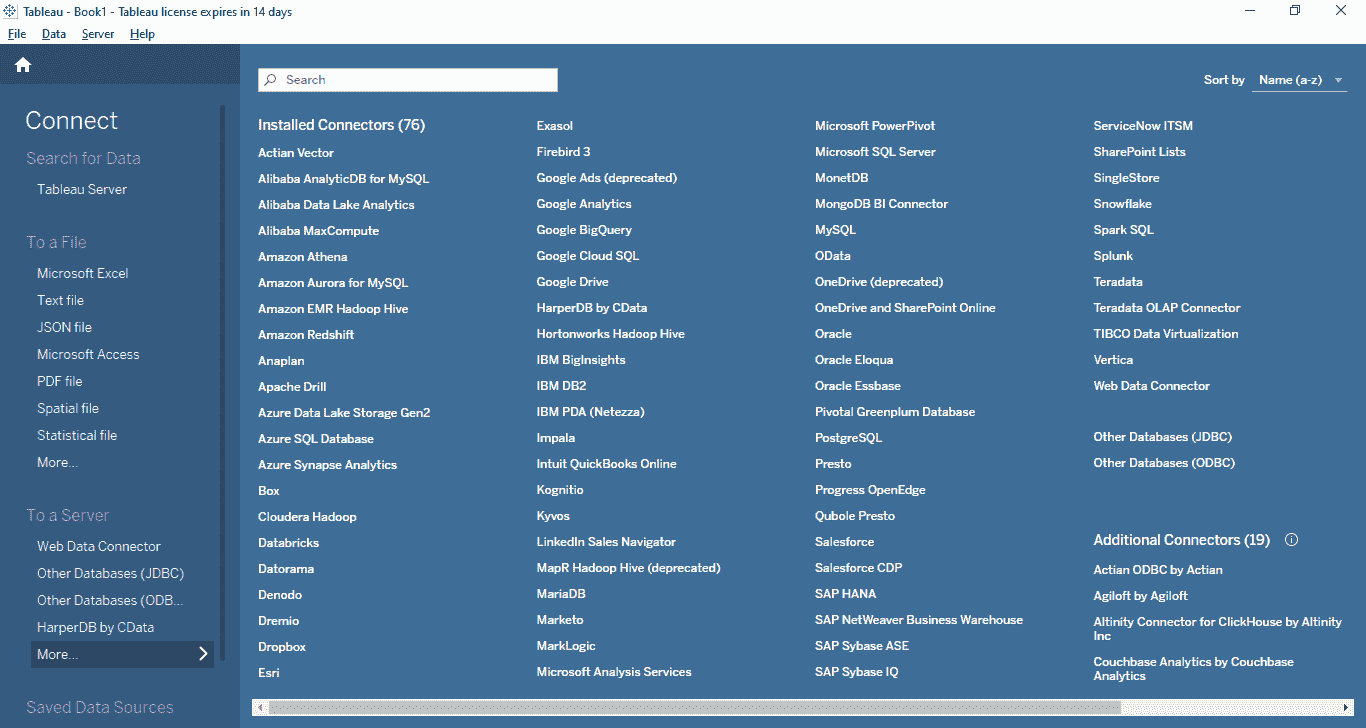 Tableau - Book1 - Tableau license expires in 14 days
File Data Server Help
Connect
Search for Data
Tableau Server
To a File
Microsoft Excel
Text file
JSON file
Microsoft Access
PDF file
Spatial file
Statistical file
More...
To a Server
Web Data Connector
Other Databases (JDBC)
Other Databases (ODB...
HarperDB by CData
More...
Saved Data Sources
Search
Sort by Name (a-z)
Installed Connectors (76)
Actian Vector
Alibaba AnalyticDB for MySQL
Alibaba Data Lake Analytics
Alibaba MaxCompute
Amazon Athena
Amazon Aurora for MySQL
Amazon EMR Hadoop Hive
Amazon Redshift
Anaplan
Apache Drill
Azure Data Lake Storage Gen2
Azure SQL Database
Azure Synapse Analytics
Box
Cloudera Hadoop
Databricks
Datorama
Denodo
Dremio
Dropbox
Esri
Exasol
Firebird 3
Google Ads (deprecated)
Google Analytics
Google BigQuery
Google Cloud SQL
Google Drive
HarperDB by CData
Hortonworks Hadoop Hive
IBM BigInsights
IBM DB2
IBM PDA (Netezza)
Impala
Intuit QuickBooks Online
Kognitio
Kyvos
LinkedIn Sales Navigator
MapR Hadoop Hive (deprecated)
MariaDB
Marketo
MarkLogic
Microsoft Analysis Services
Microsoft PowerPivot
Microsoft SQL Server
MonetDB
MongoDB BI Connector
MySQL
OData
OneDrive (deprecated)
OneDrive and SharePoint Online
Oracle
Oracle Eloqua
Oracle Essbase
Pivotal Greenplum Database
PostgreSQL
Presto
Progress OpenEdge
Qubole Presto
Salesforce
Salesforce CDP
SAP HANA
SAP NetWeaver Business Warehouse
SAP Sybase ASE
SAP Sybase IQ
ServiceNow ITSM
SharePoint Lists
SingleStore
Snowflake
Spark SQL
Splunk
Teradata
Teradata OLAP Connector
TIBCO Data Virtualization
Vertica
Web Data Connector
Other Databases (JDBC)
Other Databases (ODBC)
Additional Connectors (19)
Actian ODBC by Actian
Agiloft by Agiloft
Altinity Connector for ClickHouse by Altinity
Inc
Couchbase Analytics by Couchbase
Analytics